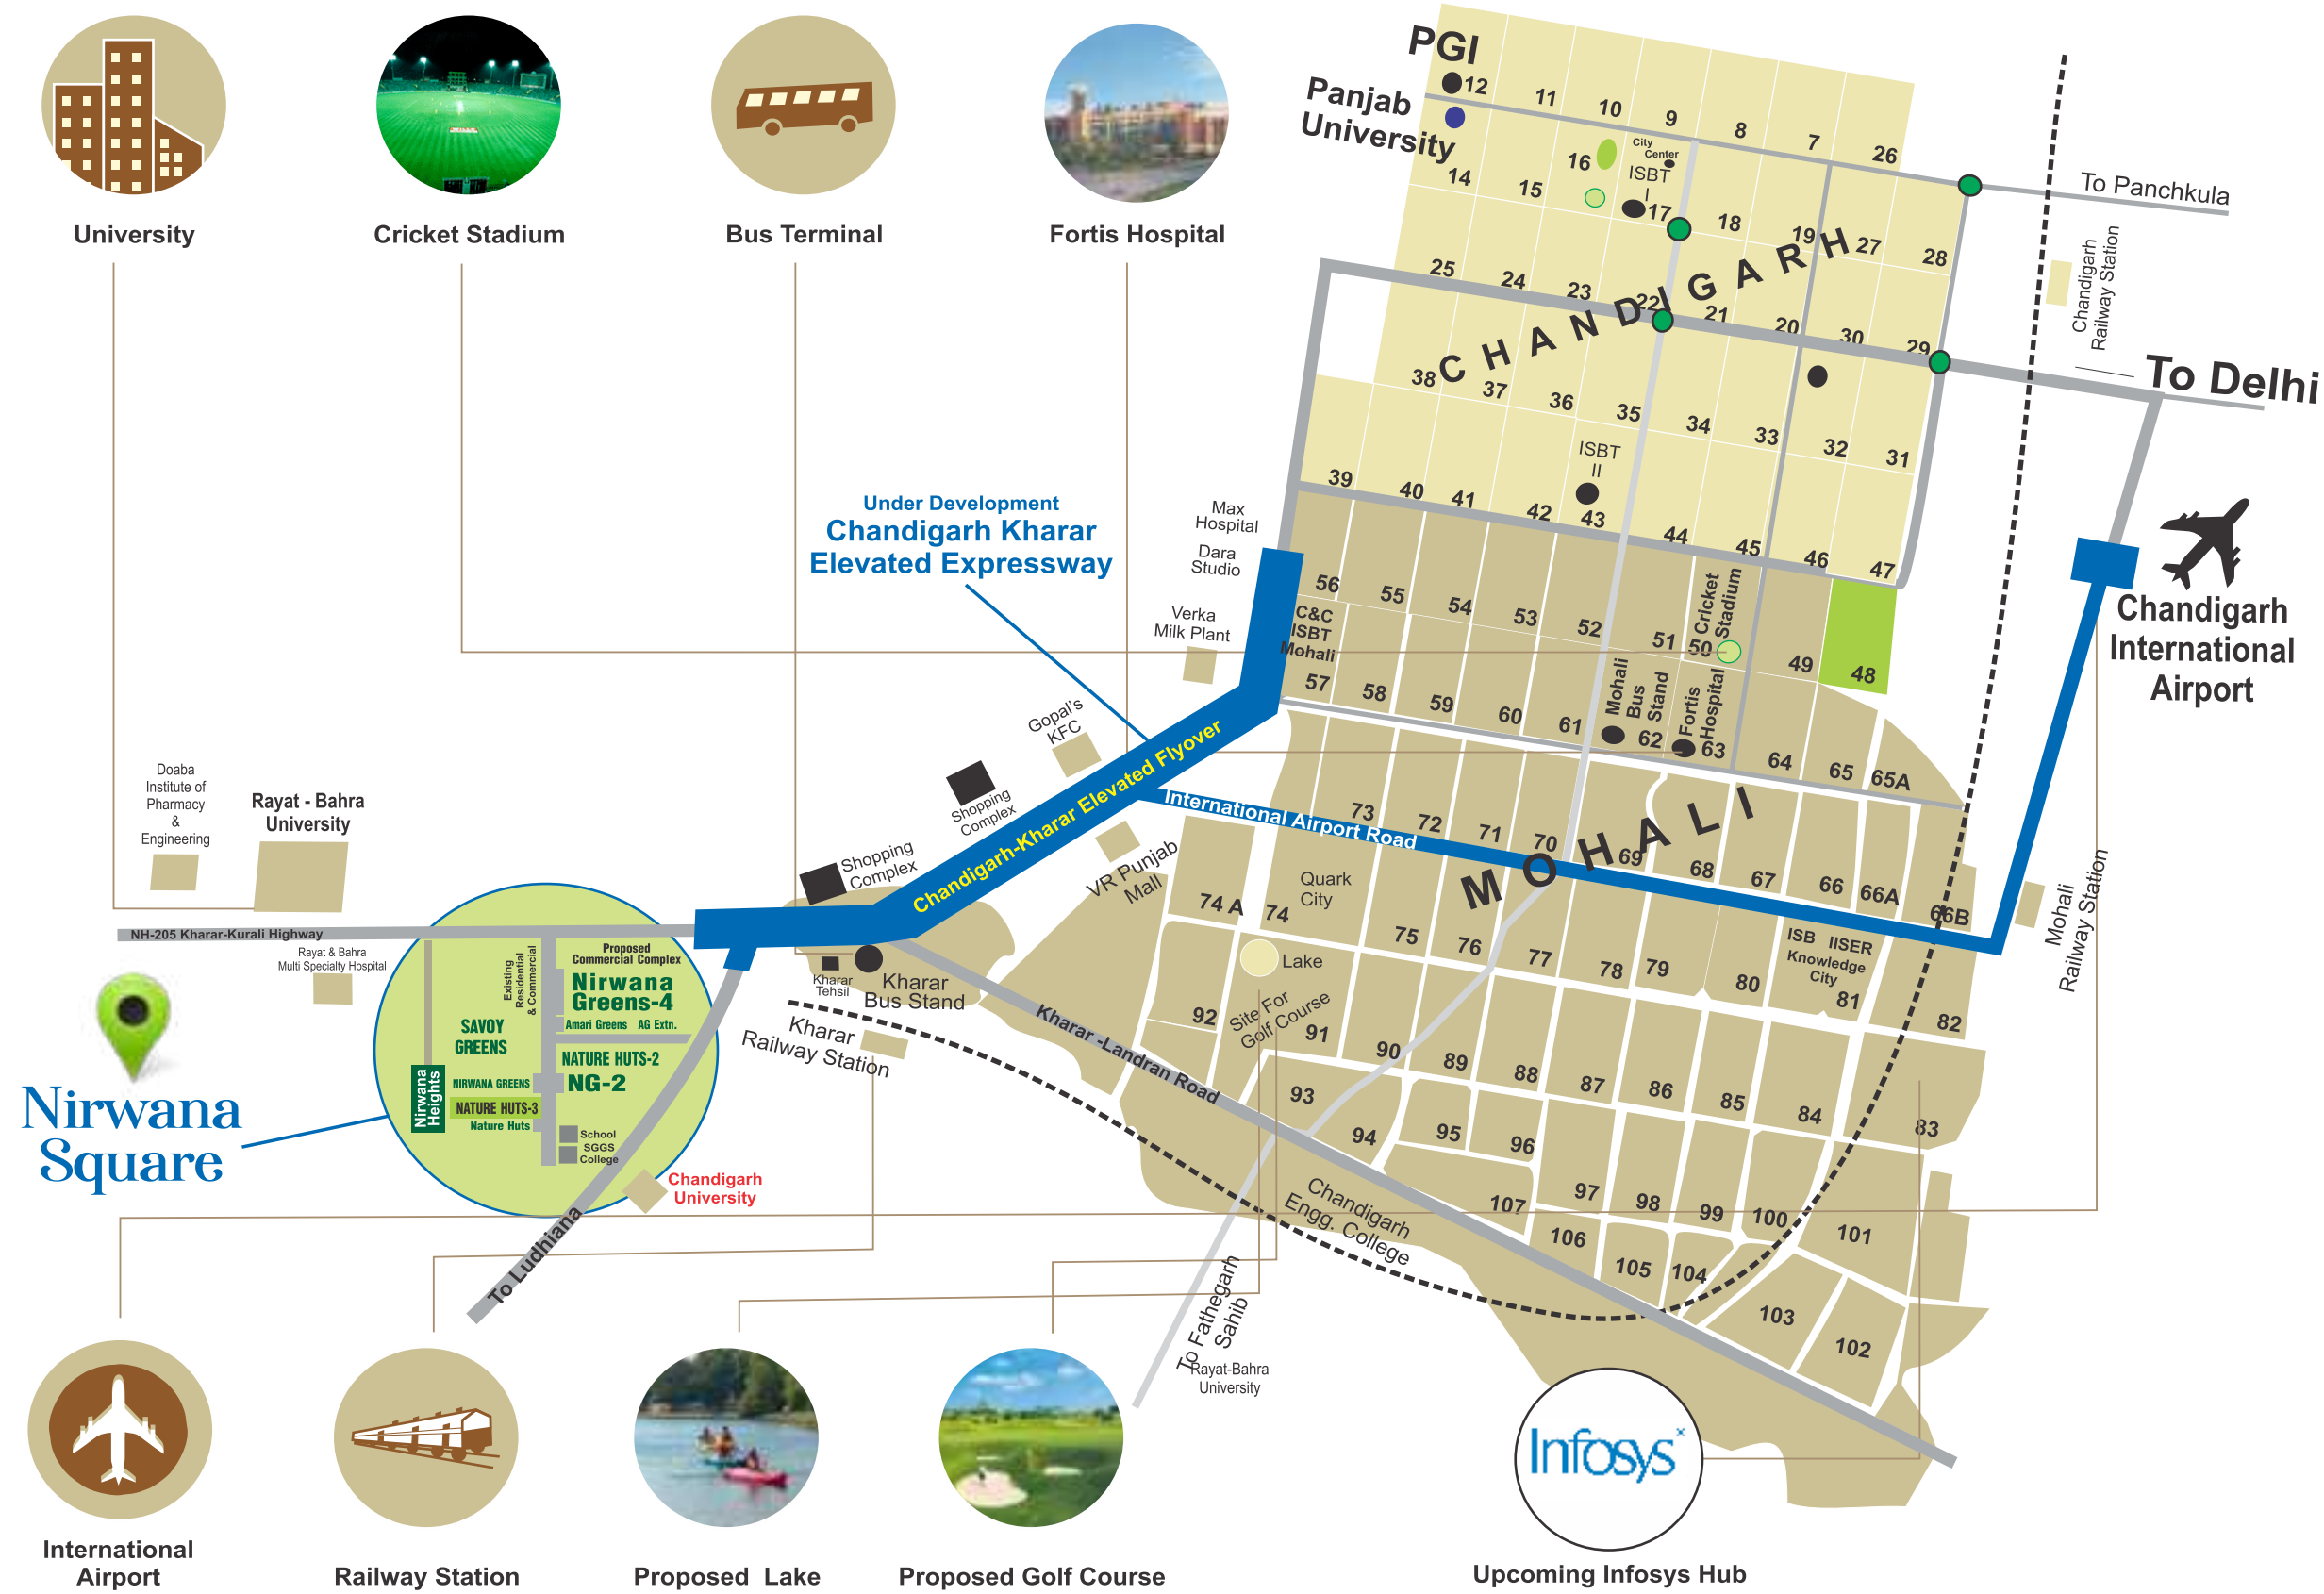 University
Cricket Stadium
Bus Terminal
Fortis Hospital
PGI
Panjab
University
12
11
10
9
8
7
26
City
Center
16
ISBT
I
17
14
15
18
19
27
28
To Panchkula
Chandigarh
Railway Station
25
24
23
22
21
20
30
29
CHANDIGARH
To Delhi
38
37
36
35
34
33
32
31
ISBT
II
39
40
41
42
43
44
45
46
47
Under Development
Chandigarh Kharar
Elevated Expressway
Max
Hospital
Dara
Studio
Verka
Milk Plant
56
55
54
53
52
51
50
49
48
Cricket
Stadium
C&C
ISBT
Mohali
57
58
59
60
61
Mohali
Bus
Stand
62
Fortis
Hospital
63
64
65
65A
Chandigarh
International
Airport
Gopal's
KFC
Shopping
Complex
Shopping
Complex
Chandigarh-Kharar Elevated Flyover
International Airport Road
VR Punjab
Mall
73
72
71
70
69
68
67
66
66A
66B
MOHALI
Mohali
Railway Station
Doaba
Institute of
Pharmacy
&
Engineering
Rayat - Bahra
University
NH-205 Kharar-Kurali Highway
Rayat & Bahra
Multi Specialty Hospital
Existing
Residential
& Commercial
Proposed
Commercial Complex
Nirwana
Greens-4
Amari Greens AG Extn.
SAVOY
GREENS
NATURE HUTS-2
NIRWANA GREENS
NG-2
NATURE HUTS-3
Nature Huts
Nirwana
Heights
School
SGGS
College
Chandigarh
University
To Ludhiana
Nirwana
Square
Kharar
Tehsil
Kharar
Bus Stand
Kharar
Railway Station
Kharar -Landran Road
74 A
74
Quark
City
75
76
77
78
79
80
ISB IISER
Knowledge
City
81
82
Lake
Site For
Golf Course
92
91
90
89
88
87
86
85
84
83
93
94
95
96
97
98
99
100
101
107
106
105
104
103
102
Chandigarh
Engg. College
To Fathegarh
Sahib
Rayat-Bahra
University
Infosys
International
Airport
Railway Station
Proposed Lake
Proposed Golf Course
Upcoming Infosys Hub